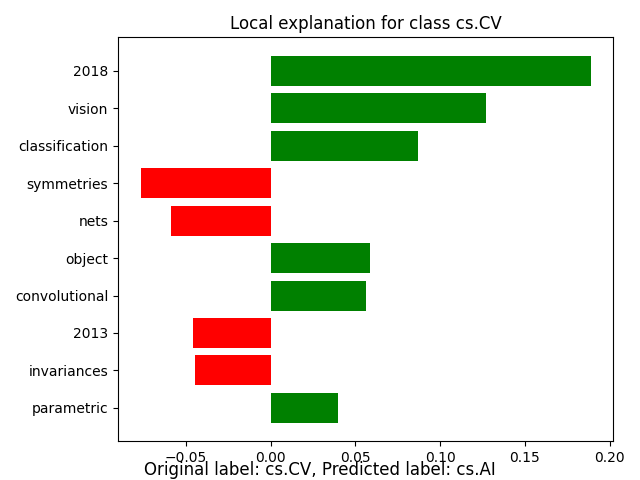 Local explanation for class cs.CV
2018
vision
classification
symmetries
nets
object
convolutional
2013
invariances
parametric
−0.05 0.00 0.05 0.10 0.15 0.20
Original label: cs.CV, Predicted label: cs.AI